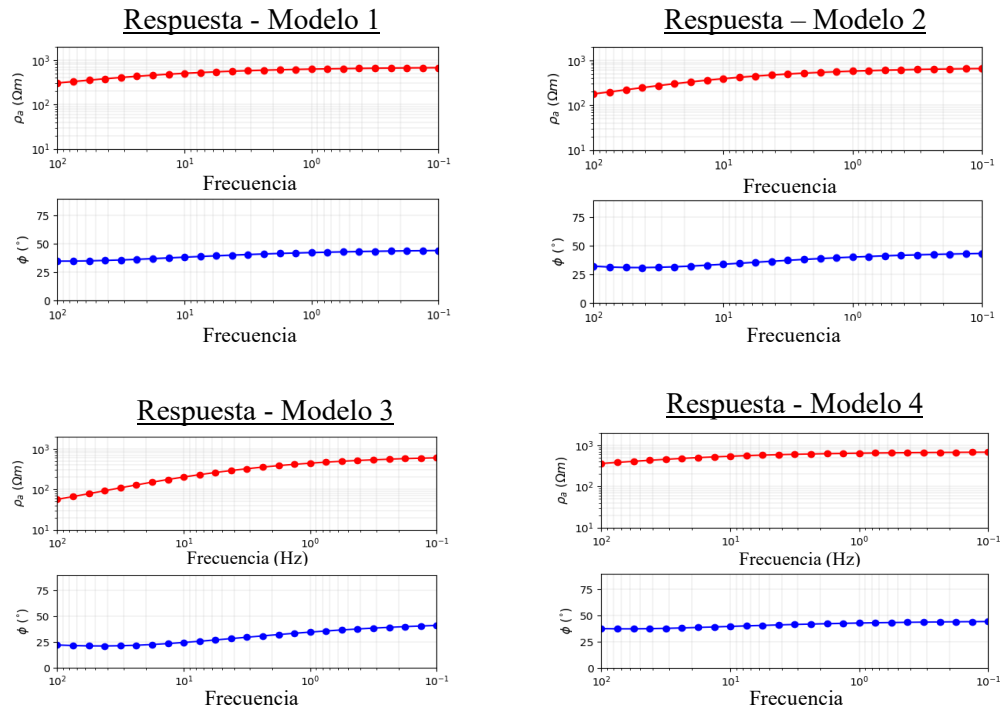 Respuesta - Modelo 1
10³
10²
10¹
ρₐ (Ωm)
10² 10¹ 10⁰ 10⁻¹
Frecuencia
75
50
25
0
ϕ (°)
10² 10¹ 10⁰ 10⁻¹
Frecuencia
Respuesta – Modelo 2
10³
10²
10¹
ρₐ (Ωm)
10² 10¹ 10⁰ 10⁻¹
Frecuencia
75
50
25
0
ϕ (°)
10² 10¹ 10⁰ 10⁻¹
Frecuencia
Respuesta - Modelo 3
10³
10²
10¹
ρₐ (Ωm)
10² 10¹ 10⁰ 10⁻¹
Frecuencia (Hz)
75
50
25
0
ϕ (°)
10² 10¹ 10⁰ 10⁻¹
Frecuencia
Respuesta - Modelo 4
10³
10²
10¹
ρₐ (Ωm)
10² 10¹ 10⁰ 10⁻¹
Frecuencia (Hz)
75
50
25
0
ϕ (°)
10² 10¹ 10⁰ 10⁻¹
Frecuencia